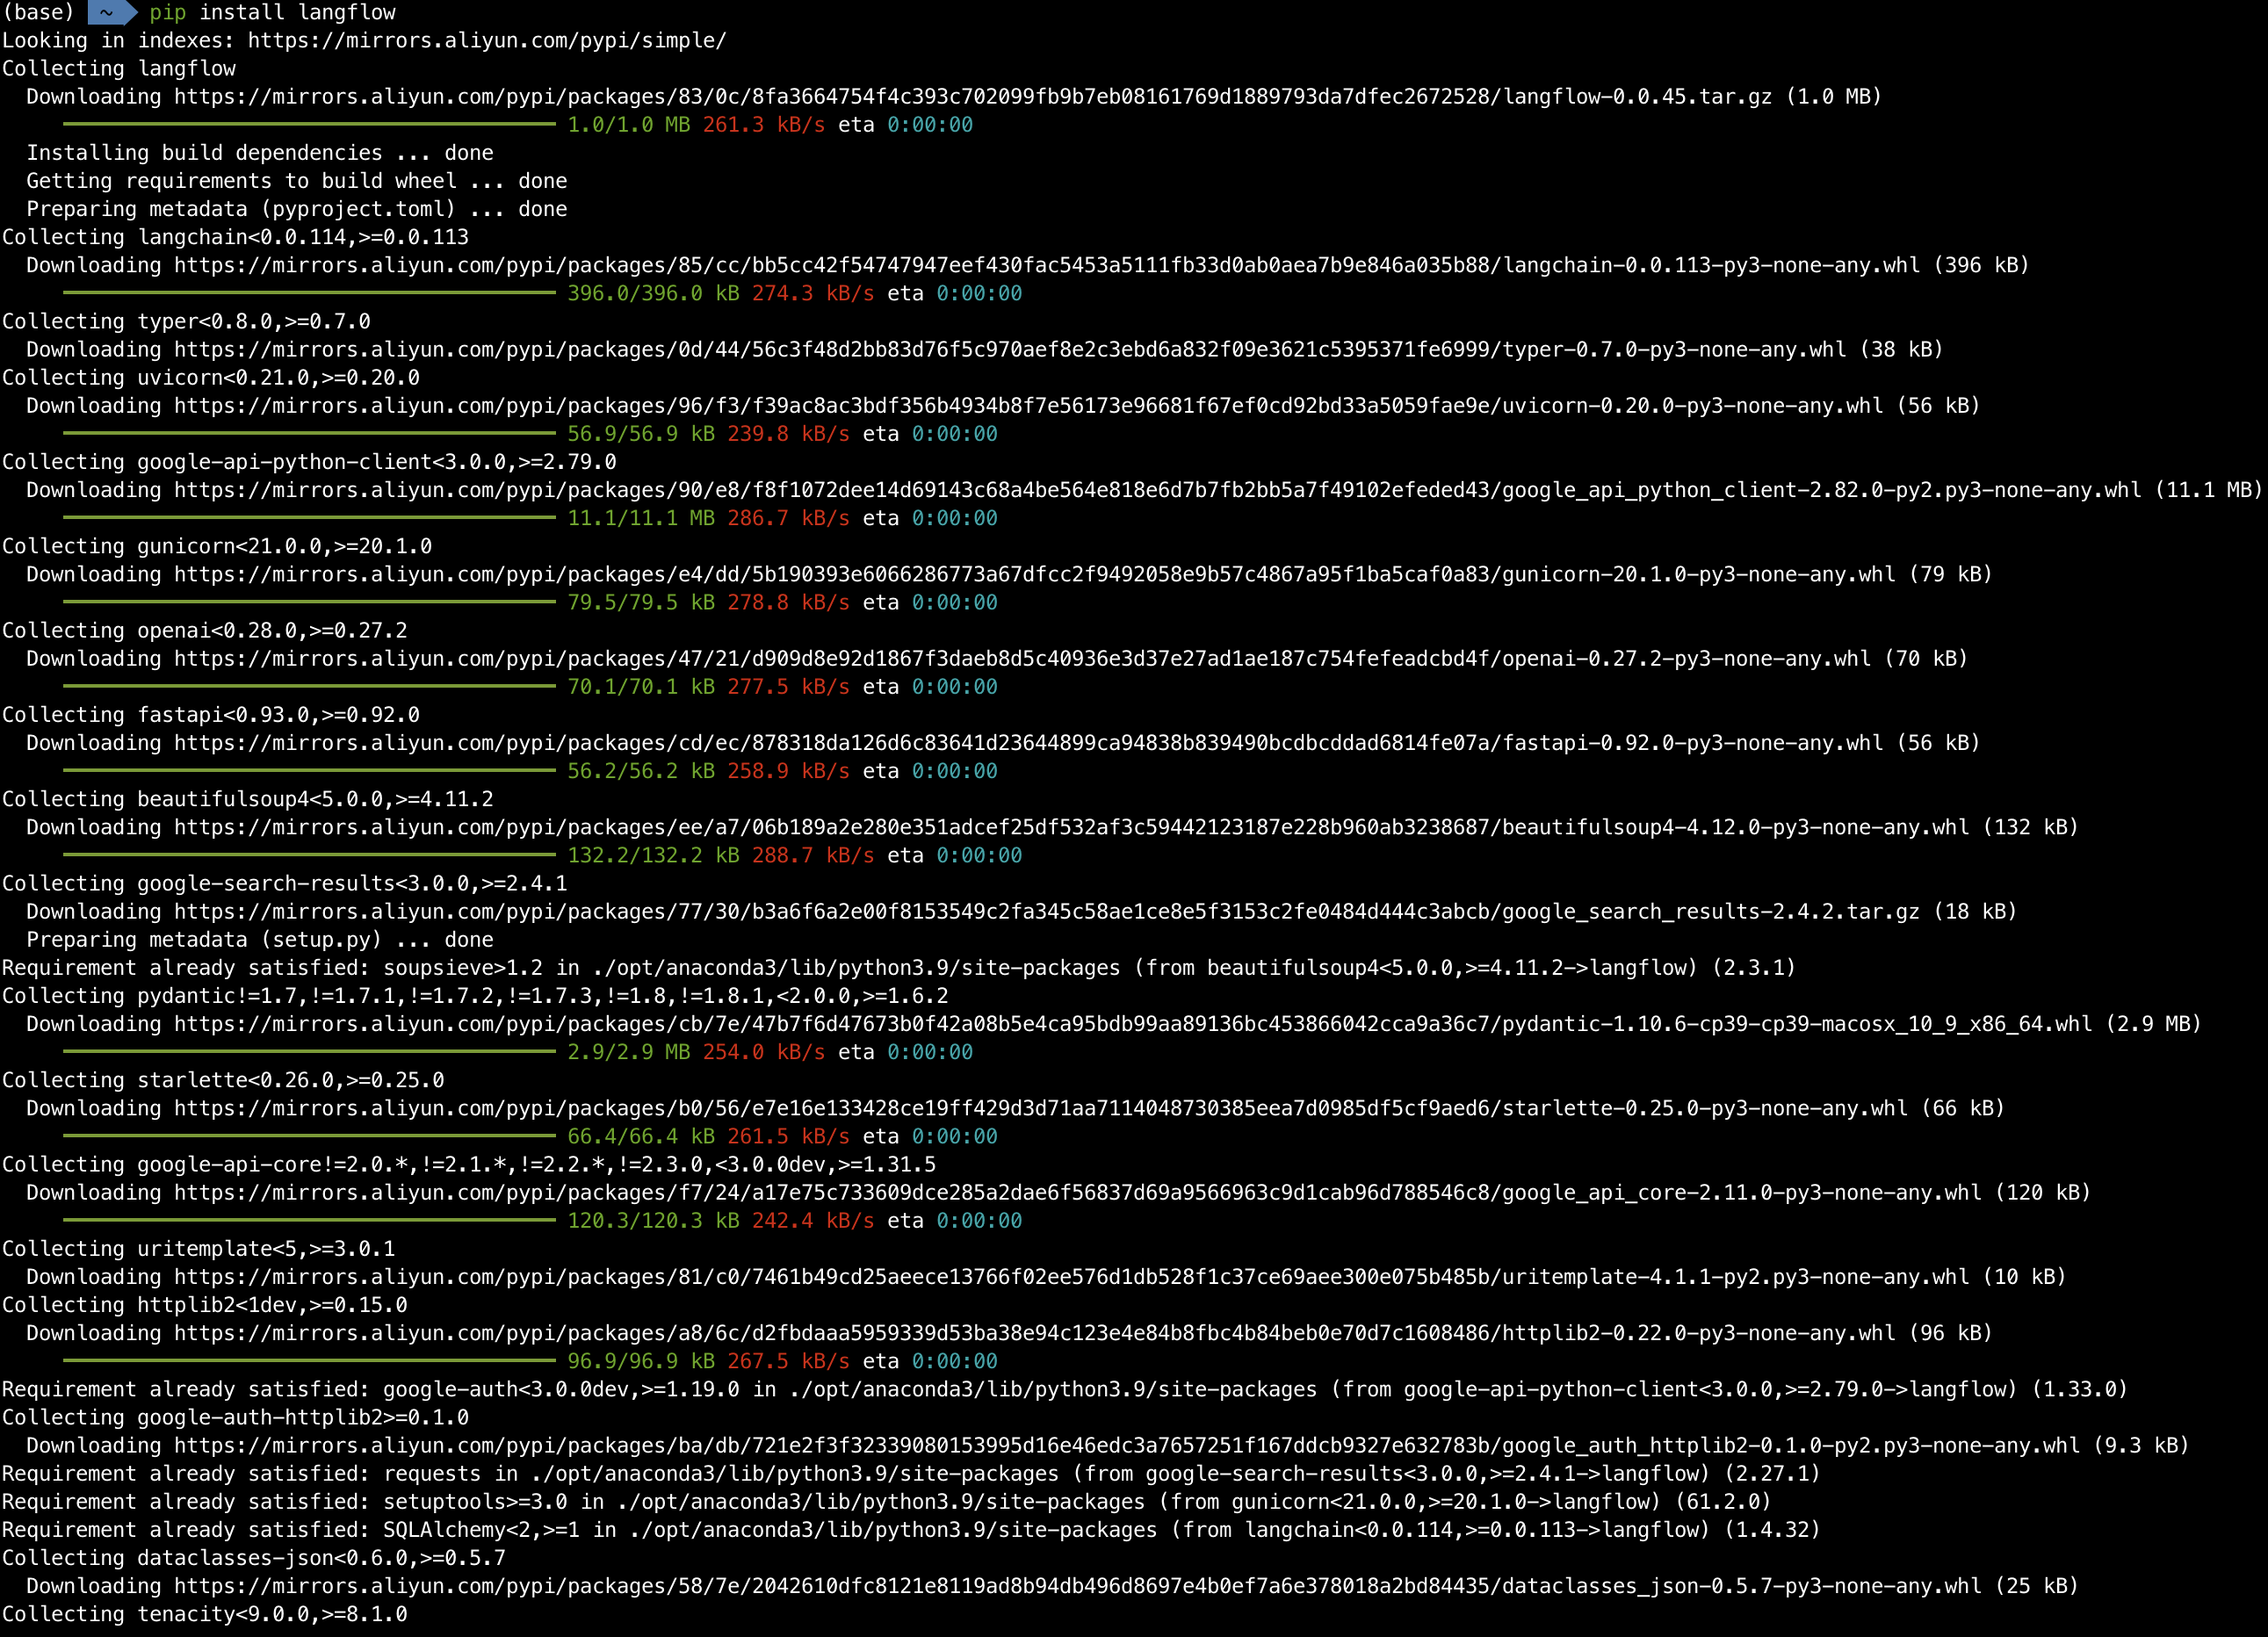 (base) ~ pip install langflow
Looking in indexes: https://mirrors.aliyun.com/pypi/simple/
Collecting langflow
  Downloading https://mirrors.aliyun.com/pypi/packages/83/0c/8fa3664754f4c393c702099fb9b7eb08161769d1889793da7dfec2672528/langflow-0.0.45.tar.gz (1.0 MB)
     1.0/1.0 MB 261.3 kB/s eta 0:00:00
  Installing build dependencies ... done
  Getting requirements to build wheel ... done
  Preparing metadata (pyproject.toml) ... done
Collecting langchain<0.0.114,>=0.0.113
  Downloading https://mirrors.aliyun.com/pypi/packages/85/cc/bb5cc42f54747947eef430fac5453a5111fb33d0ab0aea7b9e846a035b88/langchain-0.0.113-py3-none-any.whl (396 kB)
     396.0/396.0 kB 274.3 kB/s eta 0:00:00
Collecting typer<0.8.0,>=0.7.0
  Downloading https://mirrors.aliyun.com/pypi/packages/0d/44/56c3f48d2bb83d76f5c970aef8e2c3ebd6a832f09e3621c5395371fe6999/typer-0.7.0-py3-none-any.whl (38 kB)
Collecting uvicorn<0.21.0,>=0.20.0
  Downloading https://mirrors.aliyun.com/pypi/packages/96/f3/f39ac8ac3bdf356b4934b8f7e56173e96681f67ef0cd92bd33a5059fae9e/uvicorn-0.20.0-py3-none-any.whl (56 kB)
     56.9/56.9 kB 239.8 kB/s eta 0:00:00
Collecting google-api-python-client<3.0.0,>=2.79.0
  Downloading https://mirrors.aliyun.com/pypi/packages/90/e8/f8f1072dee14d69143c68a4be564e818e6d7b7fb2bb5a7f49102efeded43/google_api_python_client-2.82.0-py2.py3-none-any.whl (11.1 MB)
     11.1/11.1 MB 286.7 kB/s eta 0:00:00
Collecting gunicorn<21.0.0,>=20.1.0
  Downloading https://mirrors.aliyun.com/pypi/packages/e4/dd/5b190393e6066286773a67dfcc2f9492058e9b57c4867a95f1ba5caf0a83/gunicorn-20.1.0-py3-none-any.whl (79 kB)
     79.5/79.5 kB 278.8 kB/s eta 0:00:00
Collecting openai<0.28.0,>=0.27.2
  Downloading https://mirrors.aliyun.com/pypi/packages/47/21/d909d8e92d1867f3daeb8d5c40936e3d37e27ad1ae187c754fefeadcbd4f/openai-0.27.2-py3-none-any.whl (70 kB)
     70.1/70.1 kB 277.5 kB/s eta 0:00:00
Collecting fastapi<0.93.0,>=0.92.0
  Downloading https://mirrors.aliyun.com/pypi/packages/cd/ec/878318da126d6c83641d23644899ca94838b839490bcdbcddad6814fe07a/fastapi-0.92.0-py3-none-any.whl (56 kB)
     56.2/56.2 kB 258.9 kB/s eta 0:00:00
Collecting beautifulsoup4<5.0.0,>=4.11.2
  Downloading https://mirrors.aliyun.com/pypi/packages/ee/a7/06b189a2e280e351adcef25df532af3c59442123187e228b960ab3238687/beautifulsoup4-4.12.0-py3-none-any.whl (132 kB)
     132.2/132.2 kB 288.7 kB/s eta 0:00:00
Collecting google-search-results<3.0.0,>=2.4.1
  Downloading https://mirrors.aliyun.com/pypi/packages/77/30/b3a6f6a2e00f8153549c2fa345c58ae1ce8e5f3153c2fe0484d444c3abcb/google_search_results-2.4.2.tar.gz (18 kB)
  Preparing metadata (setup.py) ... done
Requirement already satisfied: soupsieve>1.2 in ./opt/anaconda3/lib/python3.9/site-packages (from beautifulsoup4<5.0.0,>=4.11.2->langflow) (2.3.1)
Collecting pydantic!=1.7,!=1.7.1,!=1.7.2,!=1.7.3,!=1.8,!=1.8.1,<2.0.0,>=1.6.2
  Downloading https://mirrors.aliyun.com/pypi/packages/cb/7e/47b7f6d47673b0f42a08b5e4ca95bdb99aa89136bc453866042cca9a36c7/pydantic-1.10.6-cp39-cp39-macosx_10_9_x86_64.whl (2.9 MB)
     2.9/2.9 MB 254.0 kB/s eta 0:00:00
Collecting starlette<0.26.0,>=0.25.0
  Downloading https://mirrors.aliyun.com/pypi/packages/b0/56/e7e16e133428ce19ff429d3d71aa7114048730385eea7d0985df5cf9aed6/starlette-0.25.0-py3-none-any.whl (66 kB)
     66.4/66.4 kB 261.5 kB/s eta 0:00:00
Collecting google-api-core!=2.0.*,!=2.1.*,!=2.2.*,!=2.3.0,<3.0.0dev,>=1.31.5
  Downloading https://mirrors.aliyun.com/pypi/packages/f7/24/a17e75c733609dce285a2dae6f56837d69a9566963c9d1cab96d788546c8/google_api_core-2.11.0-py3-none-any.whl (120 kB)
     120.3/120.3 kB 242.4 kB/s eta 0:00:00
Collecting uritemplate<5,>=3.0.1
  Downloading https://mirrors.aliyun.com/pypi/packages/81/c0/7461b49cd25aeece13766f02ee576d1db528f1c37ce69aee300e075b485b/uritemplate-4.1.1-py2.py3-none-any.whl (10 kB)
Collecting httplib2<1dev,>=0.15.0
  Downloading https://mirrors.aliyun.com/pypi/packages/a8/6c/d2fbdaaa5959339d53ba38e94c123e4e84b8fbc4b84beb0e70d7c1608486/httplib2-0.22.0-py3-none-any.whl (96 kB)
     96.9/96.9 kB 267.5 kB/s eta 0:00:00
Requirement already satisfied: google-auth<3.0.0dev,>=1.19.0 in ./opt/anaconda3/lib/python3.9/site-packages (from google-api-python-client<3.0.0,>=2.79.0->langflow) (1.33.0)
Collecting google-auth-httplib2>=0.1.0
  Downloading https://mirrors.aliyun.com/pypi/packages/ba/db/721e2f3f32339080153995d16e46edc3a7657251f167ddcb9327e632783b/google_auth_httplib2-0.1.0-py2.py3-none-any.whl (9.3 kB)
Requirement already satisfied: requests in ./opt/anaconda3/lib/python3.9/site-packages (from google-search-results<3.0.0,>=2.4.1->langflow) (2.27.1)
Requirement already satisfied: setuptools>=3.0 in ./opt/anaconda3/lib/python3.9/site-packages (from gunicorn<21.0.0,>=20.1.0->langflow) (61.2.0)
Requirement already satisfied: SQLAlchemy<2,>=1 in ./opt/anaconda3/lib/python3.9/site-packages (from langchain<0.0.114,>=0.0.113->langflow) (1.4.32)
Collecting dataclasses-json<0.6.0,>=0.5.7
  Downloading https://mirrors.aliyun.com/pypi/packages/58/7e/2042610dfc8121e8119ad8b94db496d8697e4b0ef7a6e378018a2bd84435/dataclasses_json-0.5.7-py3-none-any.whl (25 kB)
Collecting tenacity<9.0.0,>=8.1.0